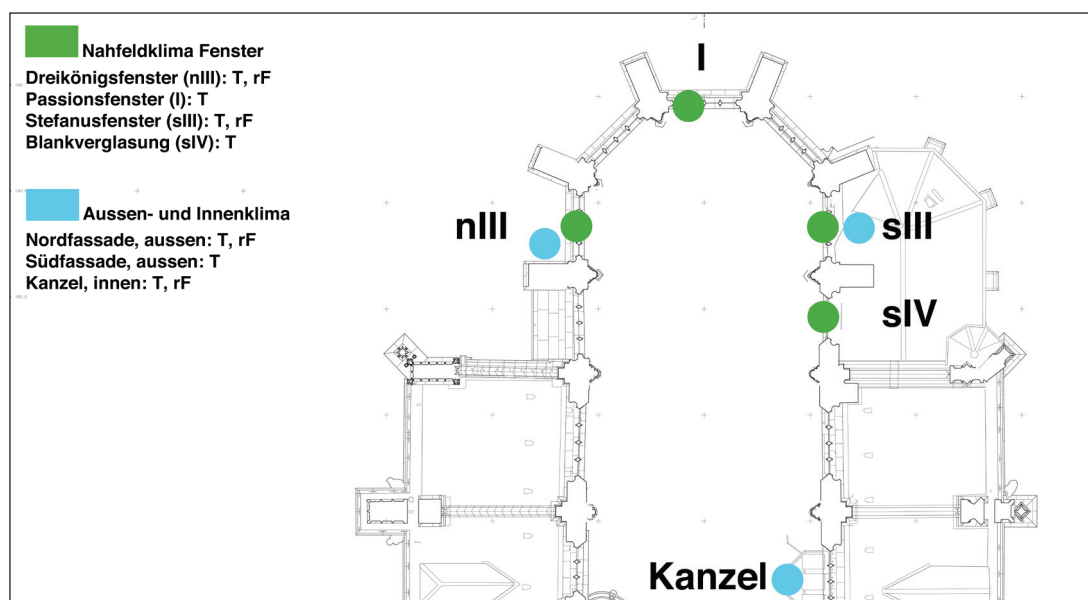 Nahfeldklima Fenster
Dreikönigsfenster (nIII): T, rF
Passionsfenster (I): T
Stefanusfenster (sIII): T, rF
Blankverglasung (sIV): T
Aussen- und Innenklima
Nordfassade, aussen: T, rF
Südfassade, aussen: T
Kanzel, innen: T, rF
I
nIII
sIII
sIV
Kanzel